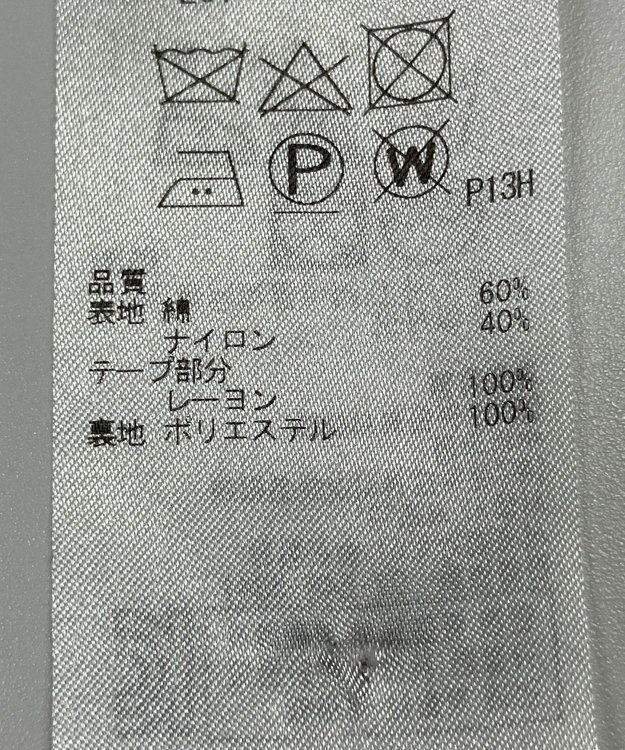 P
W
P13H
品質
表地 綿 60%
ナイロン 40%
テープ部分
レーヨン 100%
裏地 ポリエステル 100%